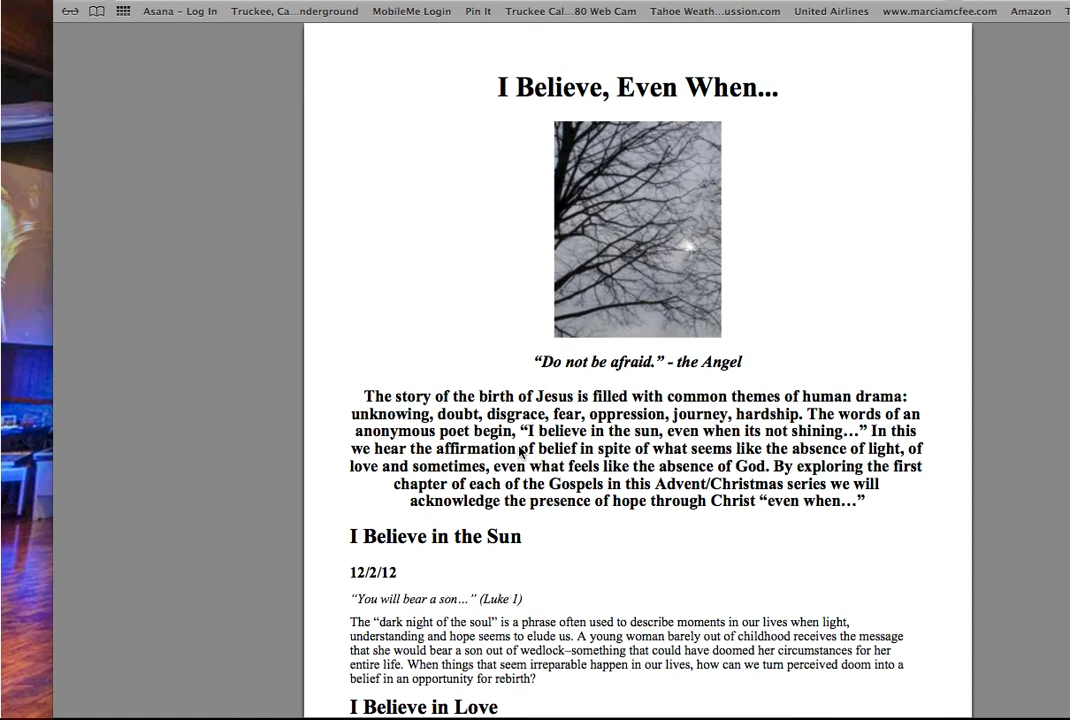 Asana – Log In Truckee, Ca...nderground MobileMe Login Pin It Truckee Cal...80 Web Cam Tahoe Weath...ussion.com United Airlines www.marciamcfee.com Amazon T
I Believe, Even When...
“Do not be afraid.” - the Angel
The story of the birth of Jesus is filled with common themes of human drama:
unknowing, doubt, disgrace, fear, oppression, journey, hardship. The words of an
anonymous poet begin, “I believe in the sun, even when its not shining…” In this
we hear the affirmation of belief in spite of what seems like the absence of light, of
love and sometimes, even what feels like the absence of God. By exploring the first
chapter of each of the Gospels in this Advent/Christmas series we will
acknowledge the presence of hope through Christ “even when…”
I Believe in the Sun
12/2/12
“You will bear a son…” (Luke 1)
The “dark night of the soul” is a phrase often used to describe moments in our lives when light,
understanding and hope seems to elude us. A young woman barely out of childhood receives the message
that she would bear a son out of wedlock–something that could have doomed her circumstances for her
entire life. When things that seem irreparable happen in our lives, how can we turn perceived doom into a
belief in an opportunity for rebirth?
I Believe in Love